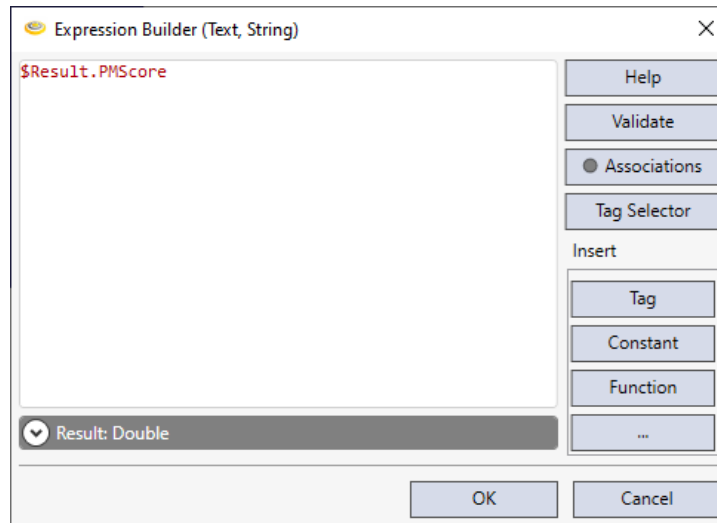 Expression Builder (Text, String)
$Result.PMScore
Help
Validate
Associations
Tag Selector
Insert
Tag
Constant
Function
...
Result: Double
OK
Cancel